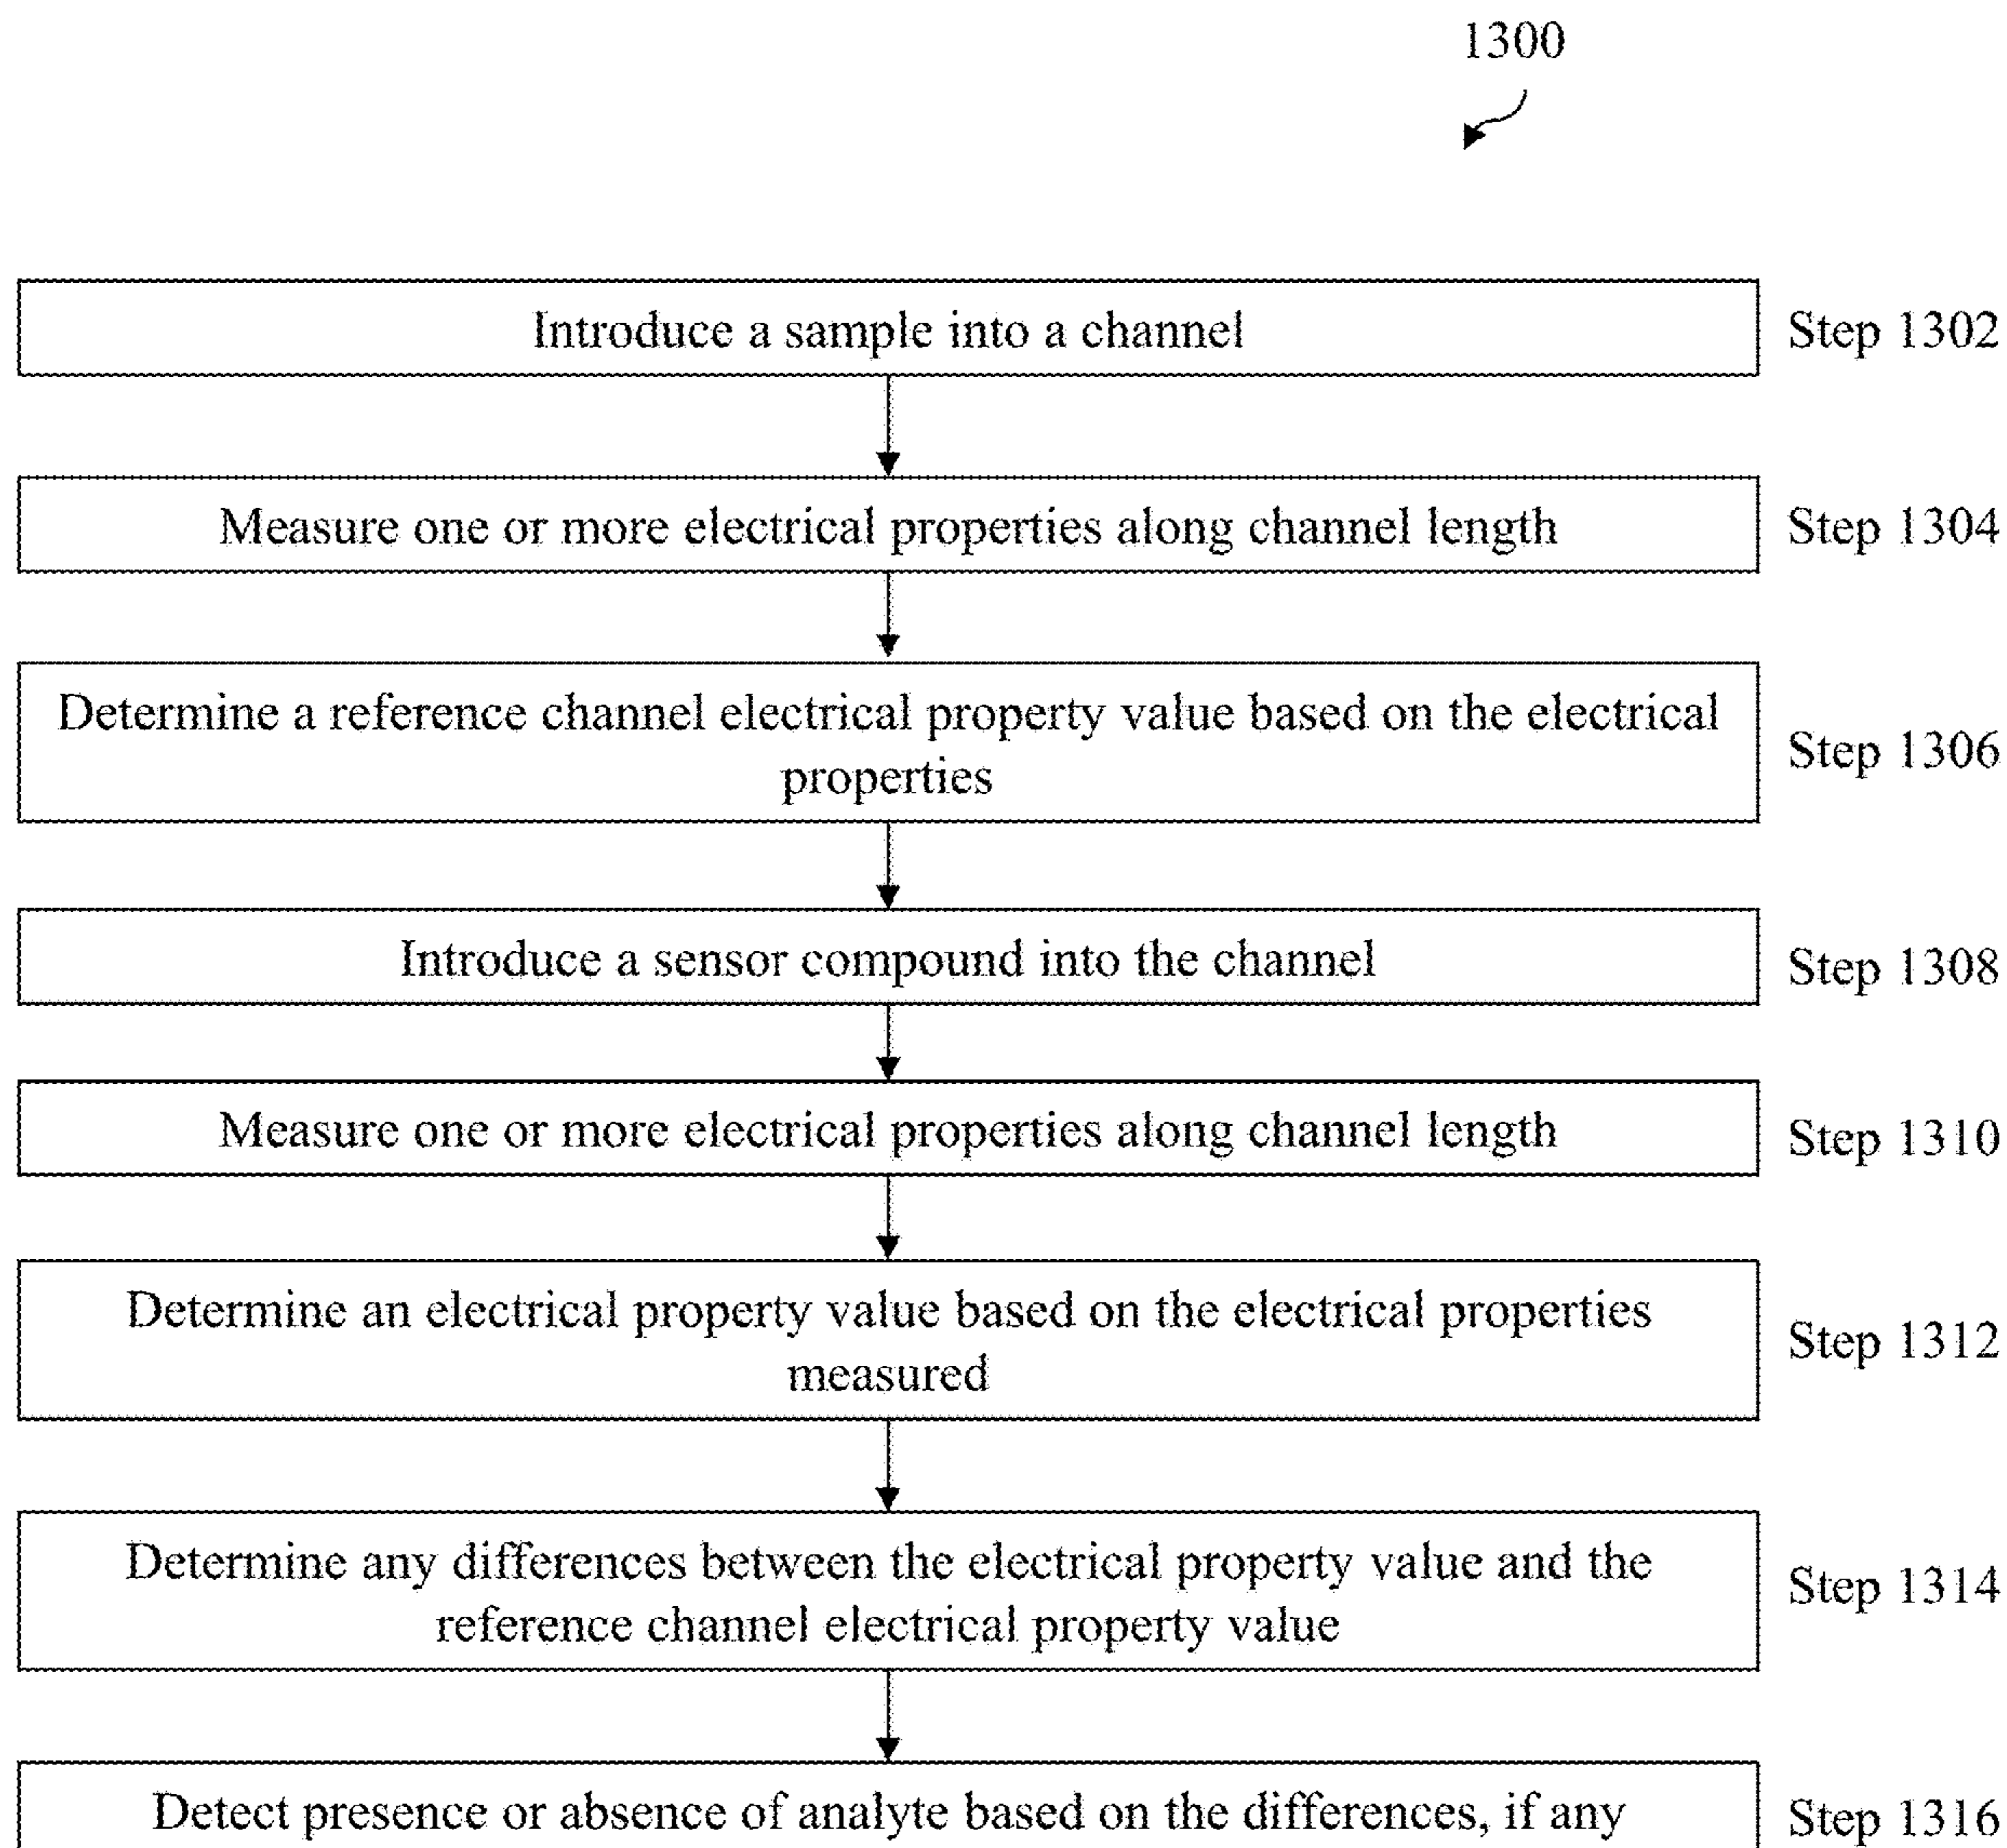 1300
Introduce a sample into a channel
Step 1302
Measure one or more electrical properties along channel length
Step 1304
Determine a reference channel electrical property value based on the electrical
properties
Step 1306
Introduce a sensor compound into the channel
Step 1308
Measure one or more electrical properties along channel length
Step 1310
Determine an electrical property value based on the electrical properties
measured
Step 1312
Determine any differences between the electrical property value and the
reference channel electrical property value
Step 1314
Detect presence or absence of analyte based on the differences, if any
Step 1316